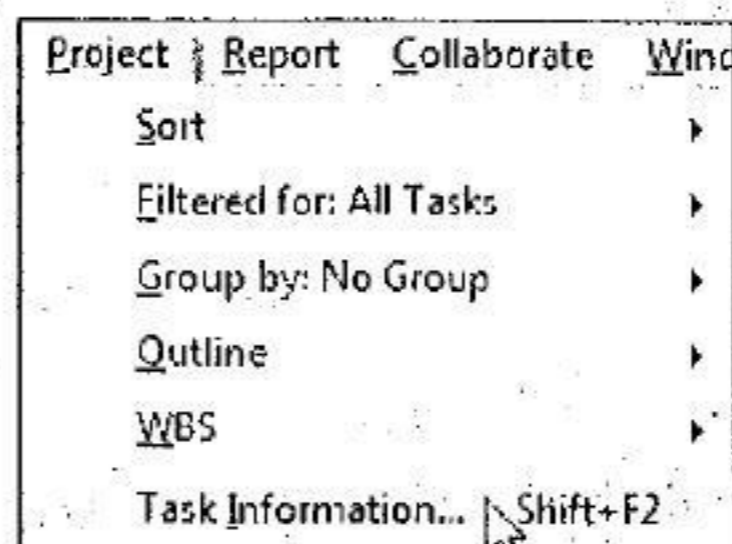 Project Report Collaborate Wind
Sort
Filtered for: All Tasks
Group by: No Group
Outline
WBS
Task Information... Shift+F2